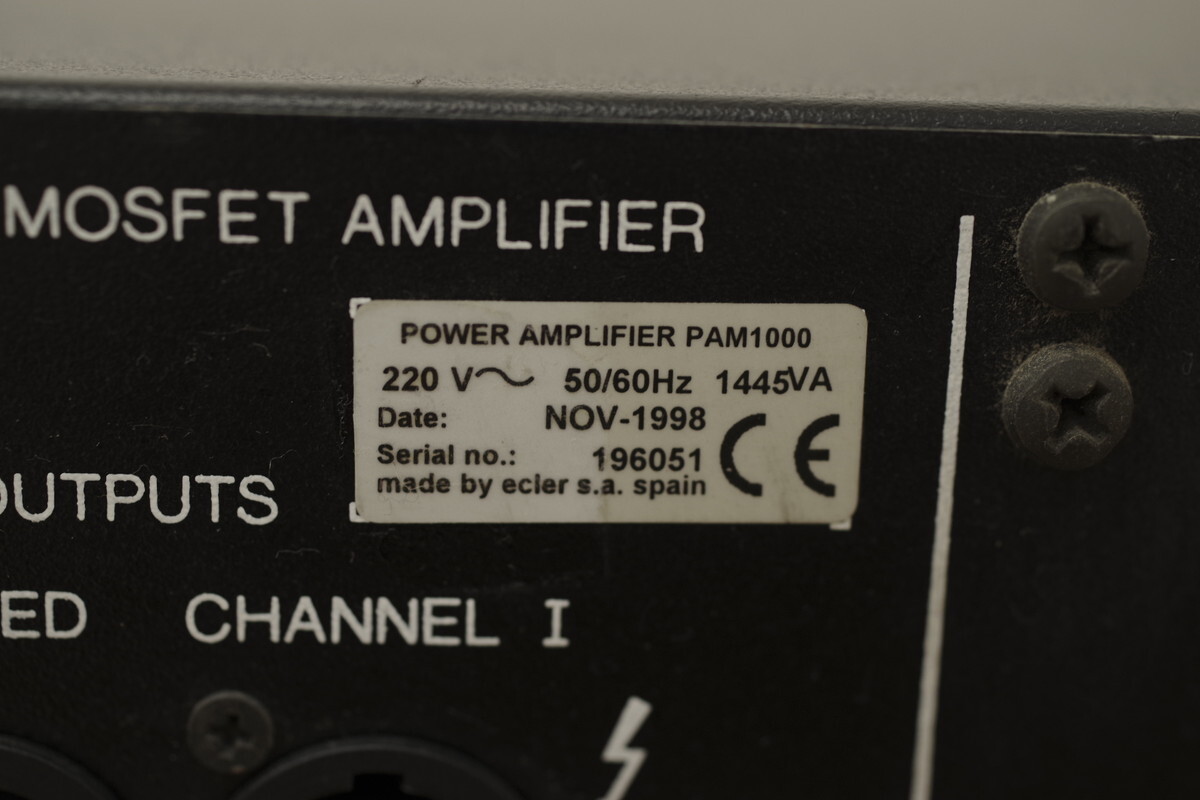 MOSFET AMPLIFIER
POWER AMPLIFIER PAM1000
220 V~ 50/60Hz 1445VA
Date: NOV-1998
Serial no.: 196051
made by ecler s.a. spain
CE
OUTPUTS
ED CHANNEL I